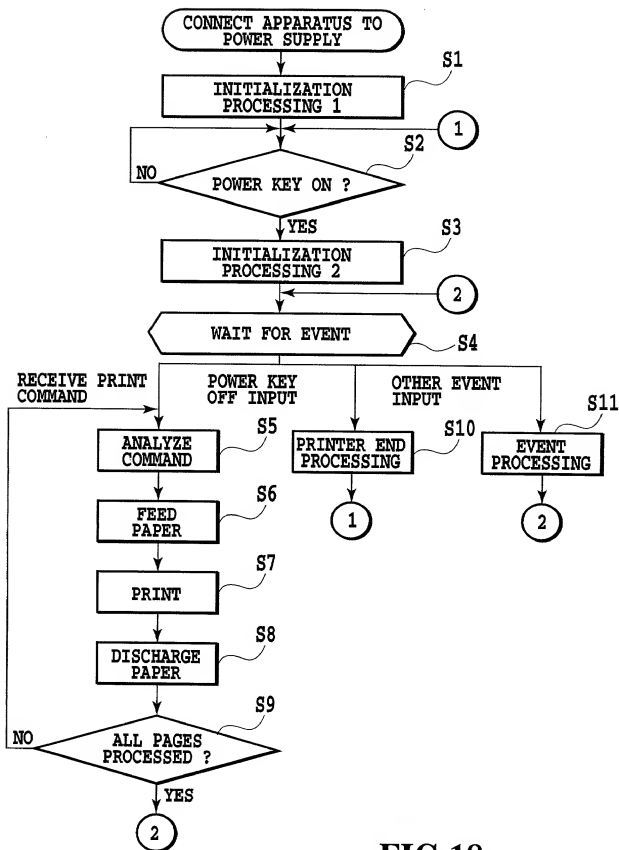 CONNECT APPARATUS TO
POWER SUPPLY
S1
INITIALIZATION
PROCESSING 1
1
S2
NO
POWER KEY ON ?
YES
S3
INITIALIZATION
PROCESSING 2
2
WAIT FOR EVENT
S4
RECEIVE PRINT
COMMAND
POWER KEY
OFF INPUT
OTHER EVENT
INPUT
S5
ANALYZE
COMMAND
S10
PRINTER END
PROCESSING
S11
EVENT
PROCESSING
S6
FEED
PAPER
1
2
S7
PRINT
S8
DISCHARGE
PAPER
S9
NO
ALL PAGES
PROCESSED ?
YES
2